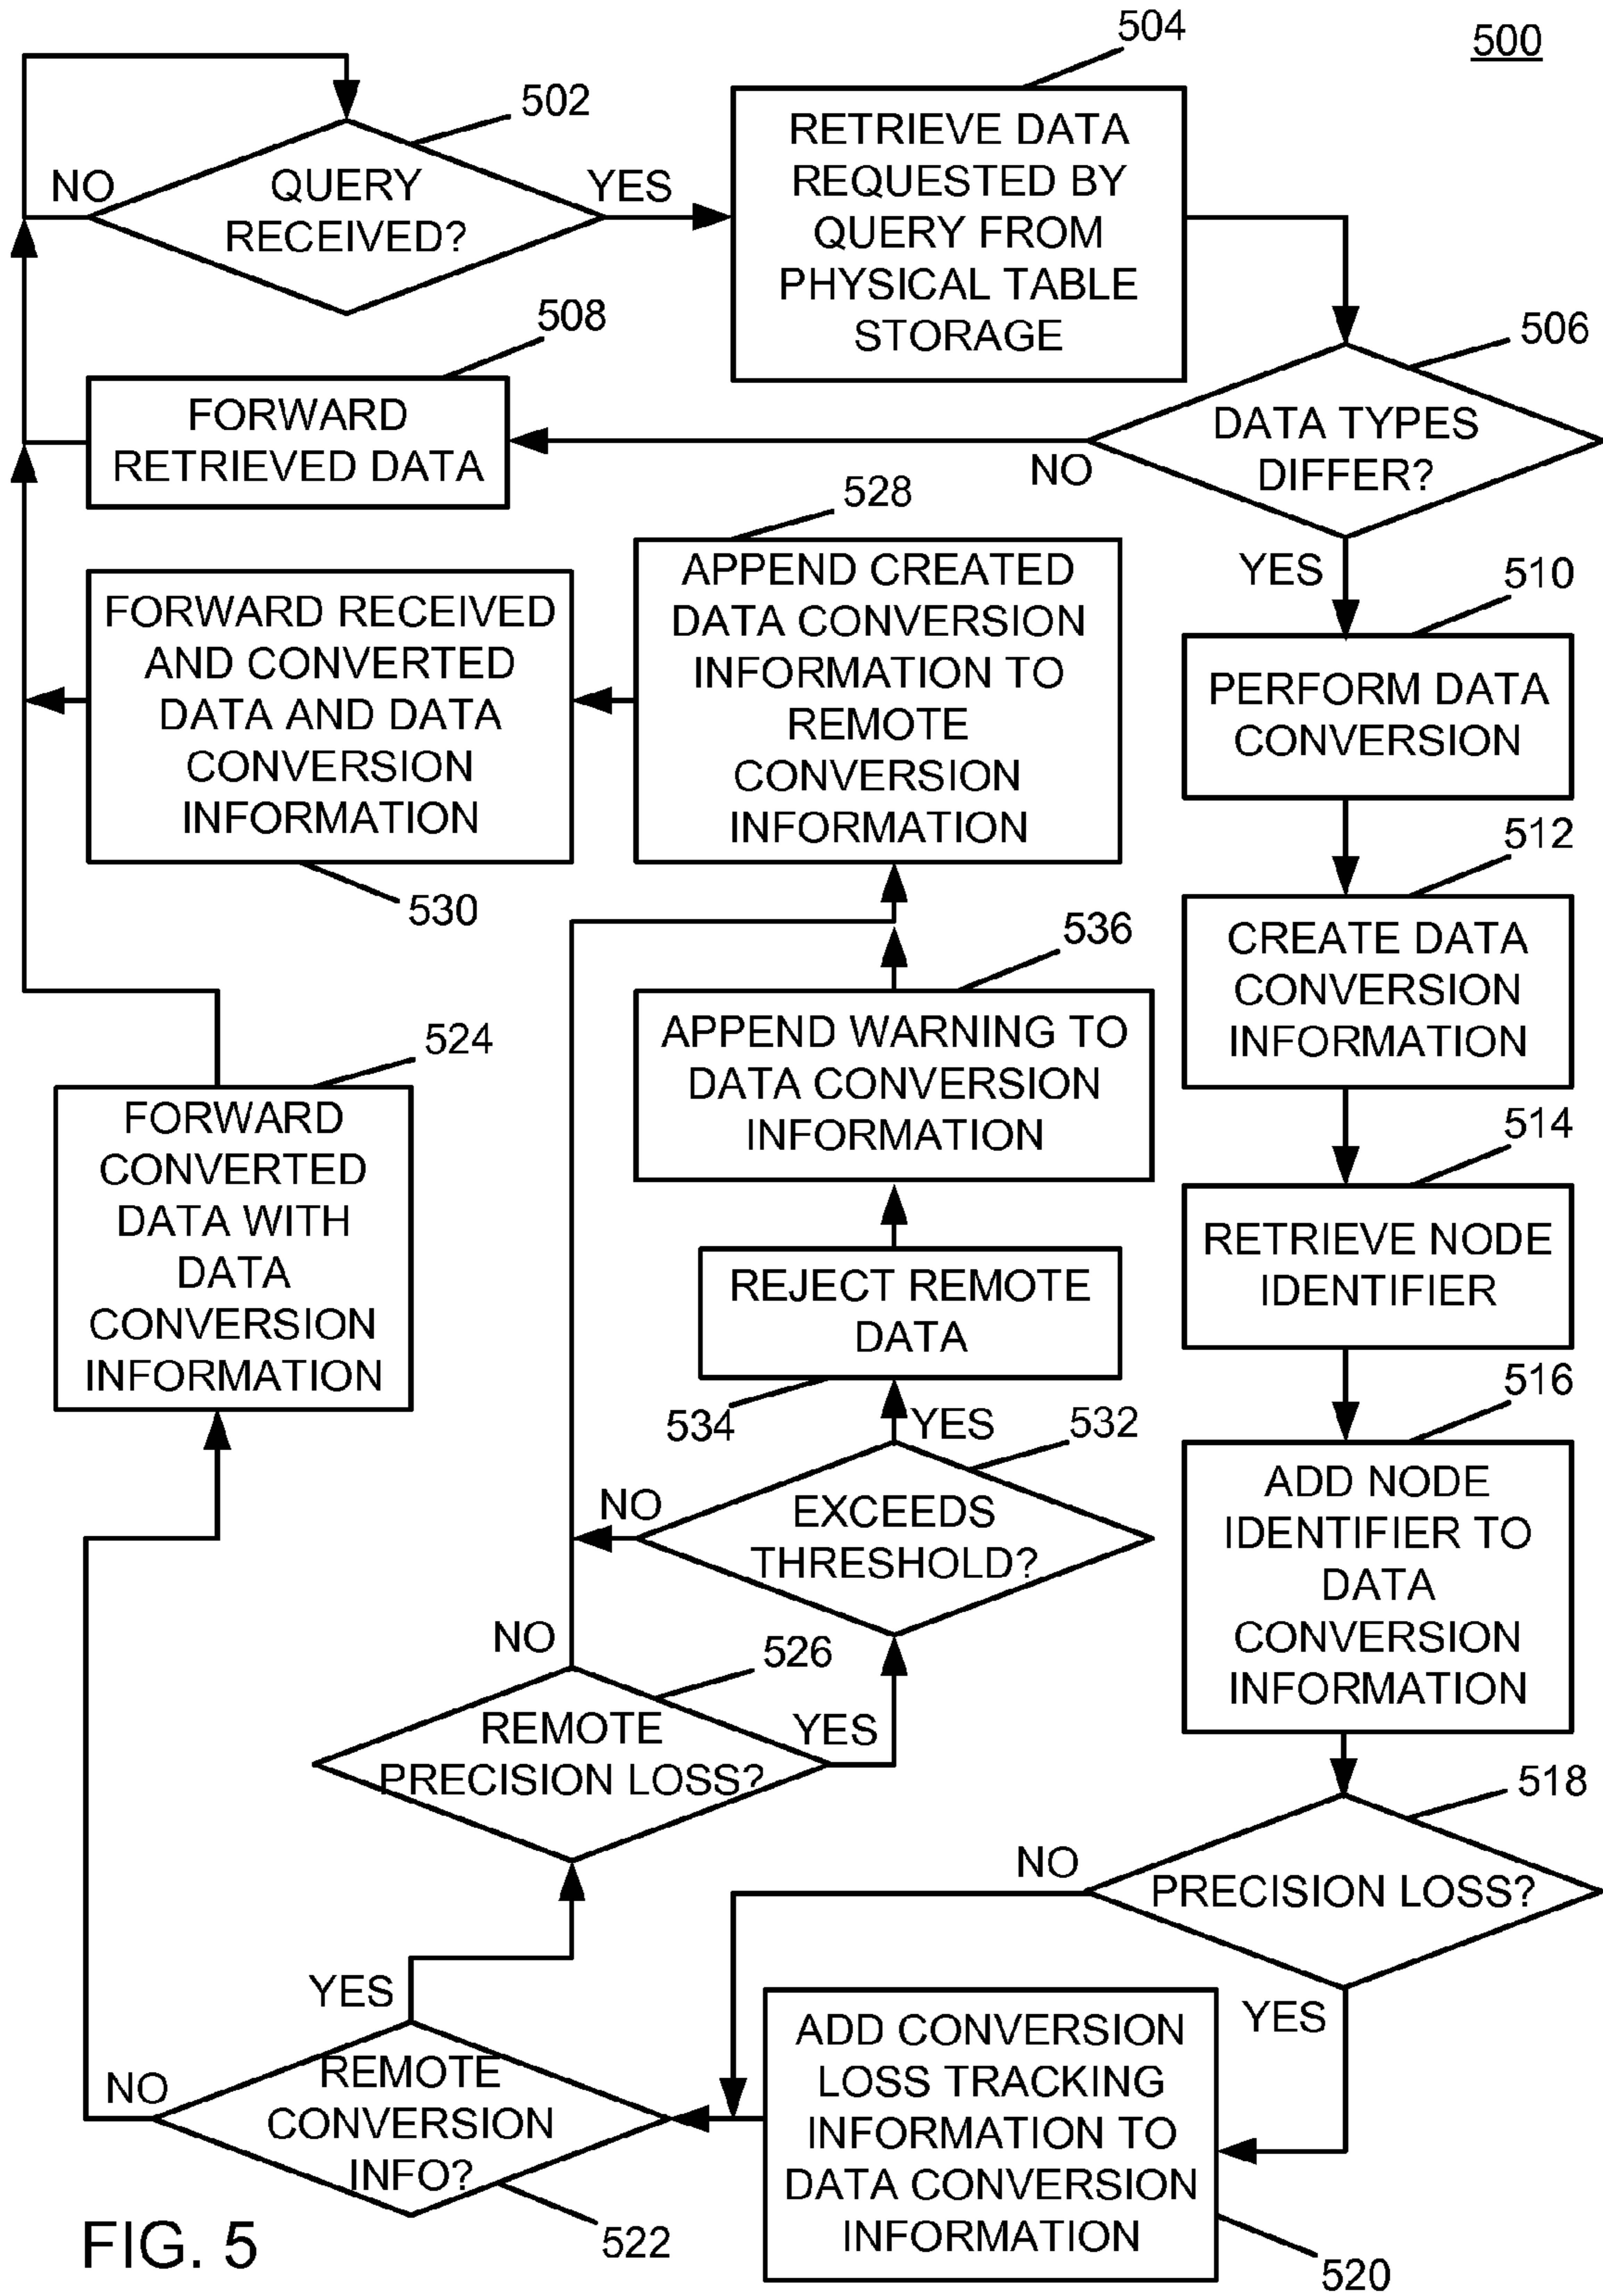 500
504
502
QUERY
RECEIVED?
NO
YES
RETRIEVE DATA
REQUESTED BY
QUERY FROM
PHYSICAL TABLE
STORAGE
506
DATA TYPES
DIFFER?
NO
YES
508
FORWARD
RETRIEVED DATA
510
PERFORM DATA
CONVERSION
512
CREATE DATA
CONVERSION
INFORMATION
514
RETRIEVE NODE
IDENTIFIER
516
ADD NODE
IDENTIFIER TO
DATA
CONVERSION
INFORMATION
518
PRECISION LOSS?
NO
YES
520
ADD CONVERSION
LOSS TRACKING
INFORMATION TO
DATA CONVERSION
INFORMATION
522
REMOTE
CONVERSION
INFO?
NO
YES
524
FORWARD
CONVERTED
DATA WITH
DATA
CONVERSION
INFORMATION
526
REMOTE
PRECISION LOSS?
NO
YES
532
EXCEEDS
THRESHOLD?
NO
YES
534
REJECT REMOTE
DATA
536
APPEND WARNING TO
DATA CONVERSION
INFORMATION
528
APPEND CREATED
DATA CONVERSION
INFORMATION TO
REMOTE
CONVERSION
INFORMATION
530
FORWARD RECEIVED
AND CONVERTED
DATA AND DATA
CONVERSION
INFORMATION
FIG. 5